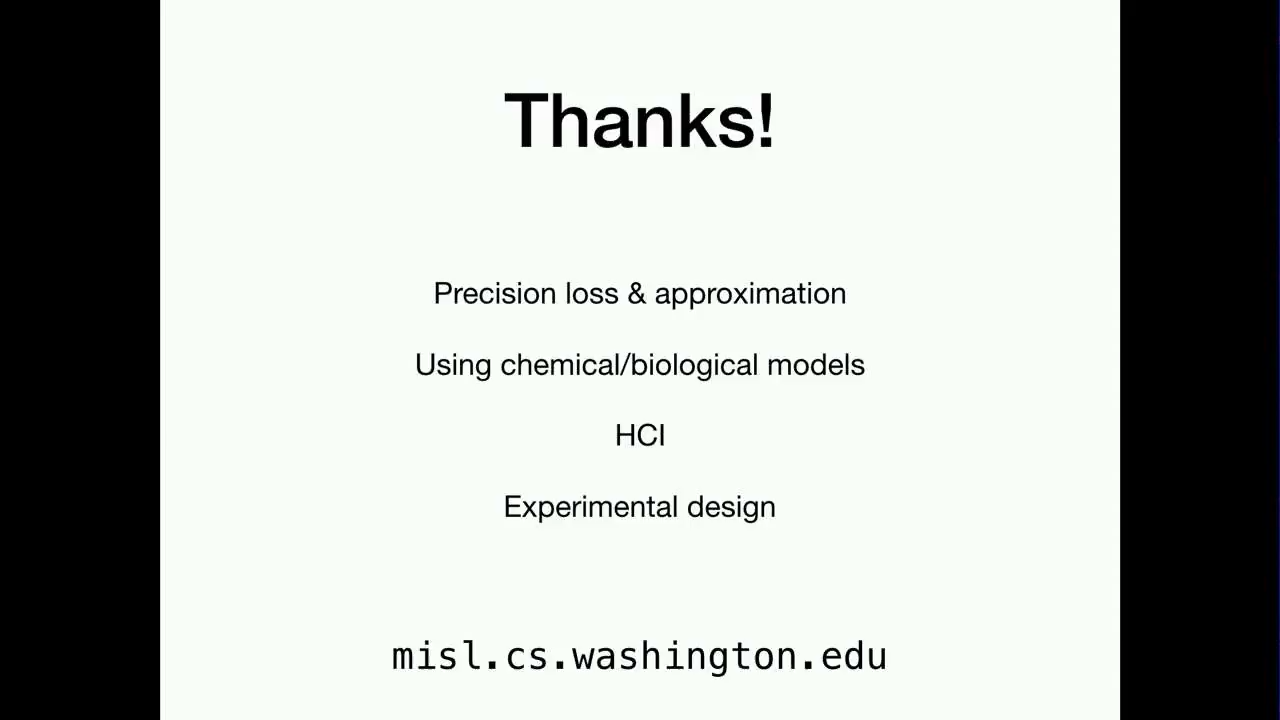 Thanks!
Precision loss & approximation
Using chemical/biological models
HCI
Experimental design
misl.cs.washington.edu